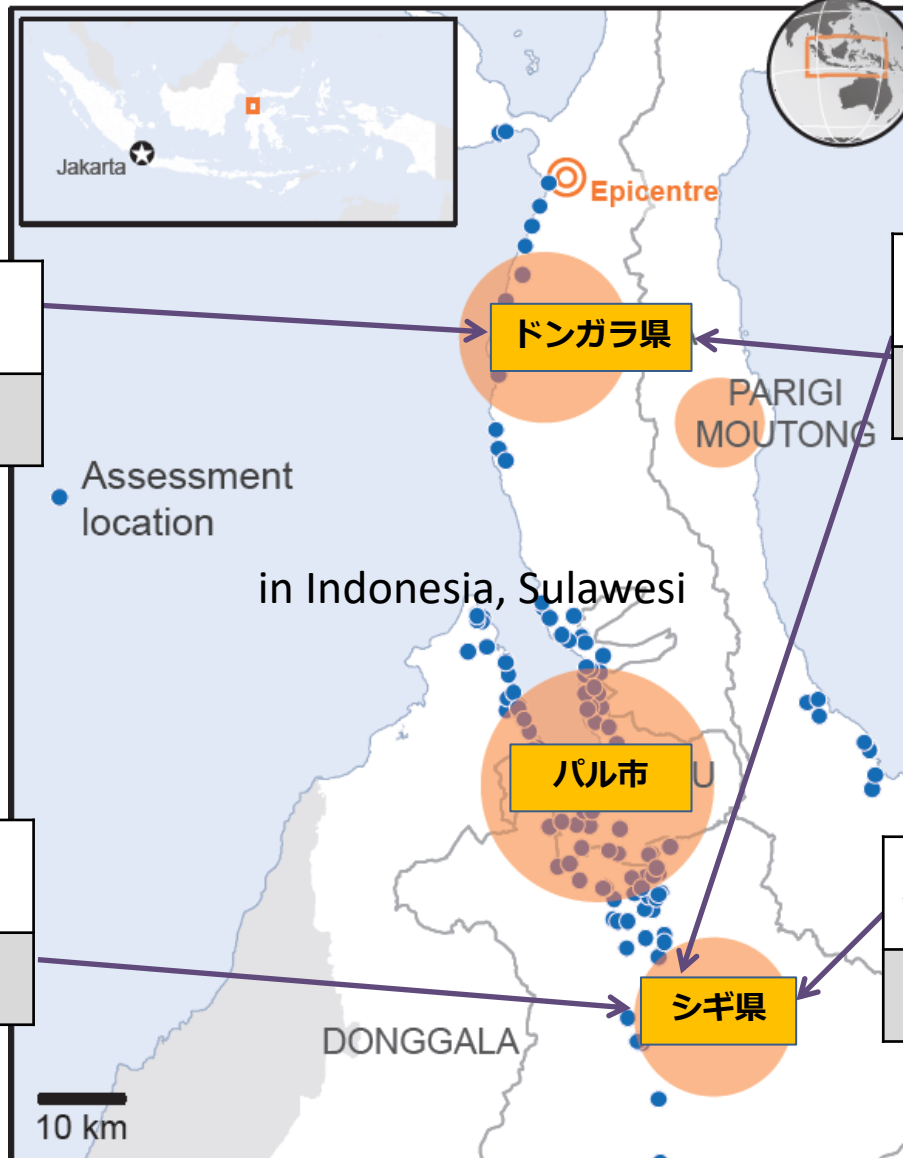 Jakarta
Epicentre
ドンガラ県
PARIGI
MOUTONG
Assessment
location
in Indonesia, Sulawesi
パル市
U
シギ県
DONGGALA
10 km